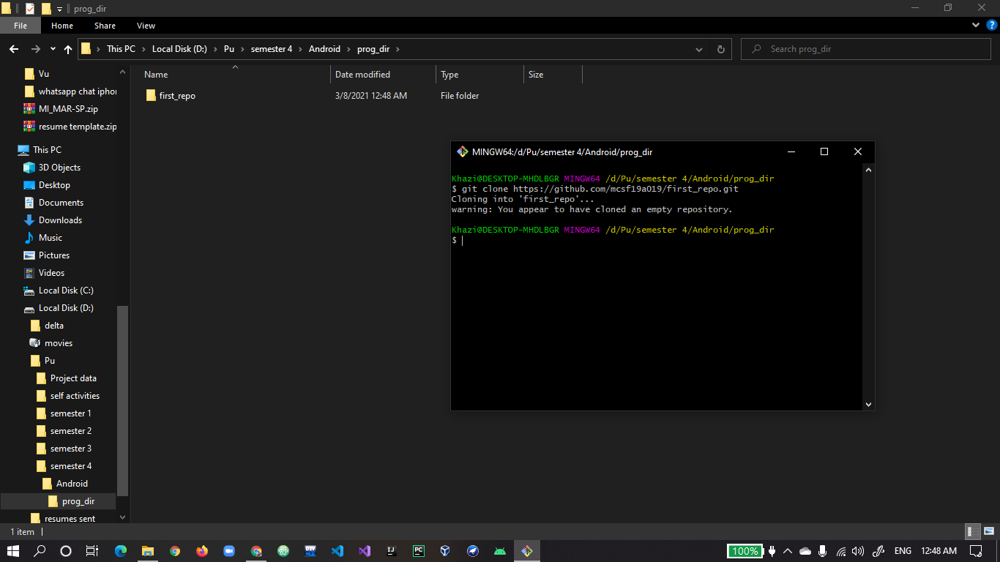 prog_dir
File Home Share View
This PC Local Disk (D:) Pu semester 4 Android prog_dir
Search prog_dir
Name Date modified Type Size
first_repo 3/8/2021 12:48 AM File folder
Vu
whatsapp chat iphon
MI_MAR-SP.zip
resume template.zip
This PC
3D Objects
Desktop
Documents
Downloads
Music
Pictures
Videos
Local Disk (C:)
Local Disk (D:)
delta
movies
Pu
Project data
self activities
semester 1
semester 2
semester 3
semester 4
Android
prog_dir
resumes sent
MINGW64:/d/Pu/semester 4/Android/prog_dir
Khazi@DESKTOP-MHDLBGR MINGW64 /d/Pu/semester 4/Android/prog_dir
$ git clone https://github.com/mcsf19a019/first_repo.git
Cloning into 'first_repo'...
warning: You appear to have cloned an empty repository.
Khazi@DESKTOP-MHDLBGR MINGW64 /d/Pu/semester 4/Android/prog_dir
$
1 item
DEV
IJ
PC
100%
ENG 12:48 AM